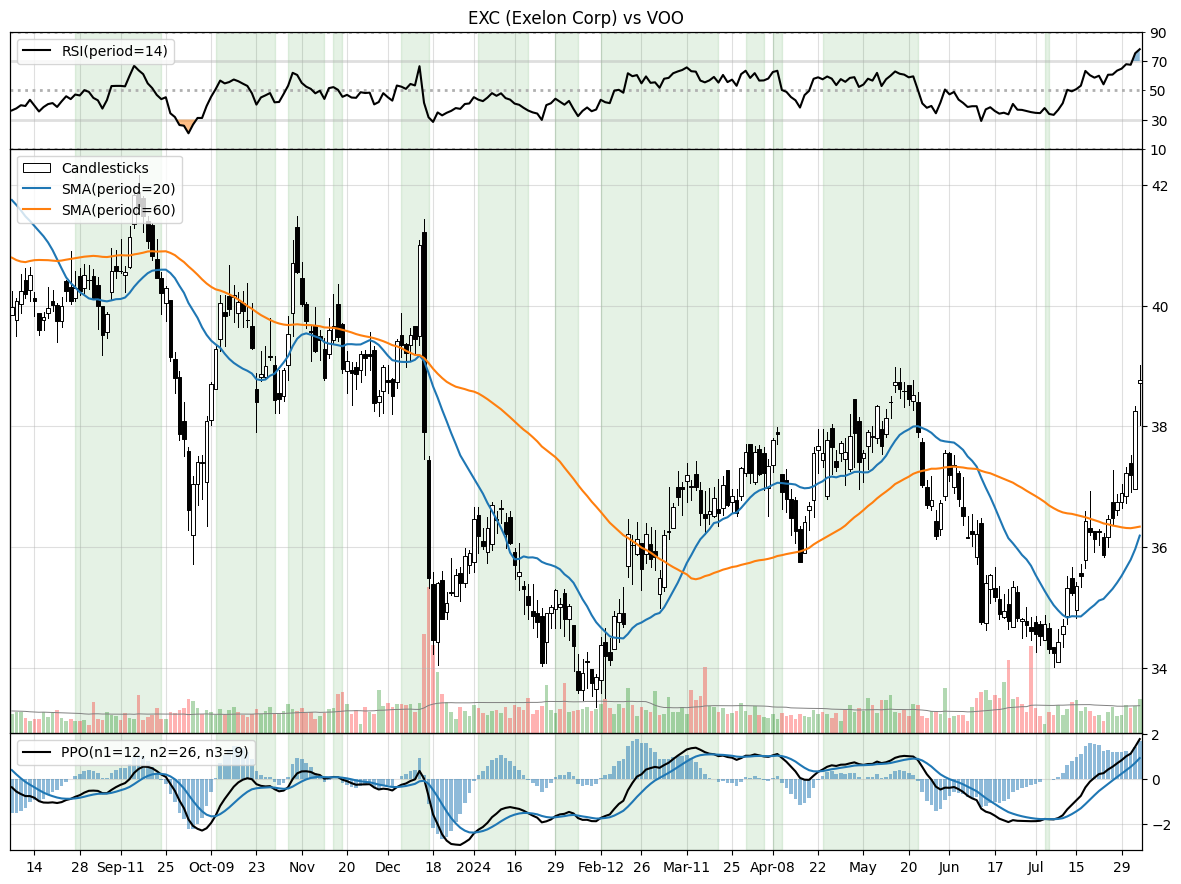 EXC (Exelon Corp) vs VOO
RSI(period=14)
90
70
50
30
10
Candlesticks
SMA(period=20)
SMA(period=60)
42
40
38
36
34
PPO(n1=12, n2=26, n3=9)
2
0
−2
14 28 Sep-11 25 Oct-09 23 Nov 20 Dec 18 2024 16 29 Feb-12 26 Mar-11 25 Apr-08 22 May 20 Jun 17 Jul 15 29